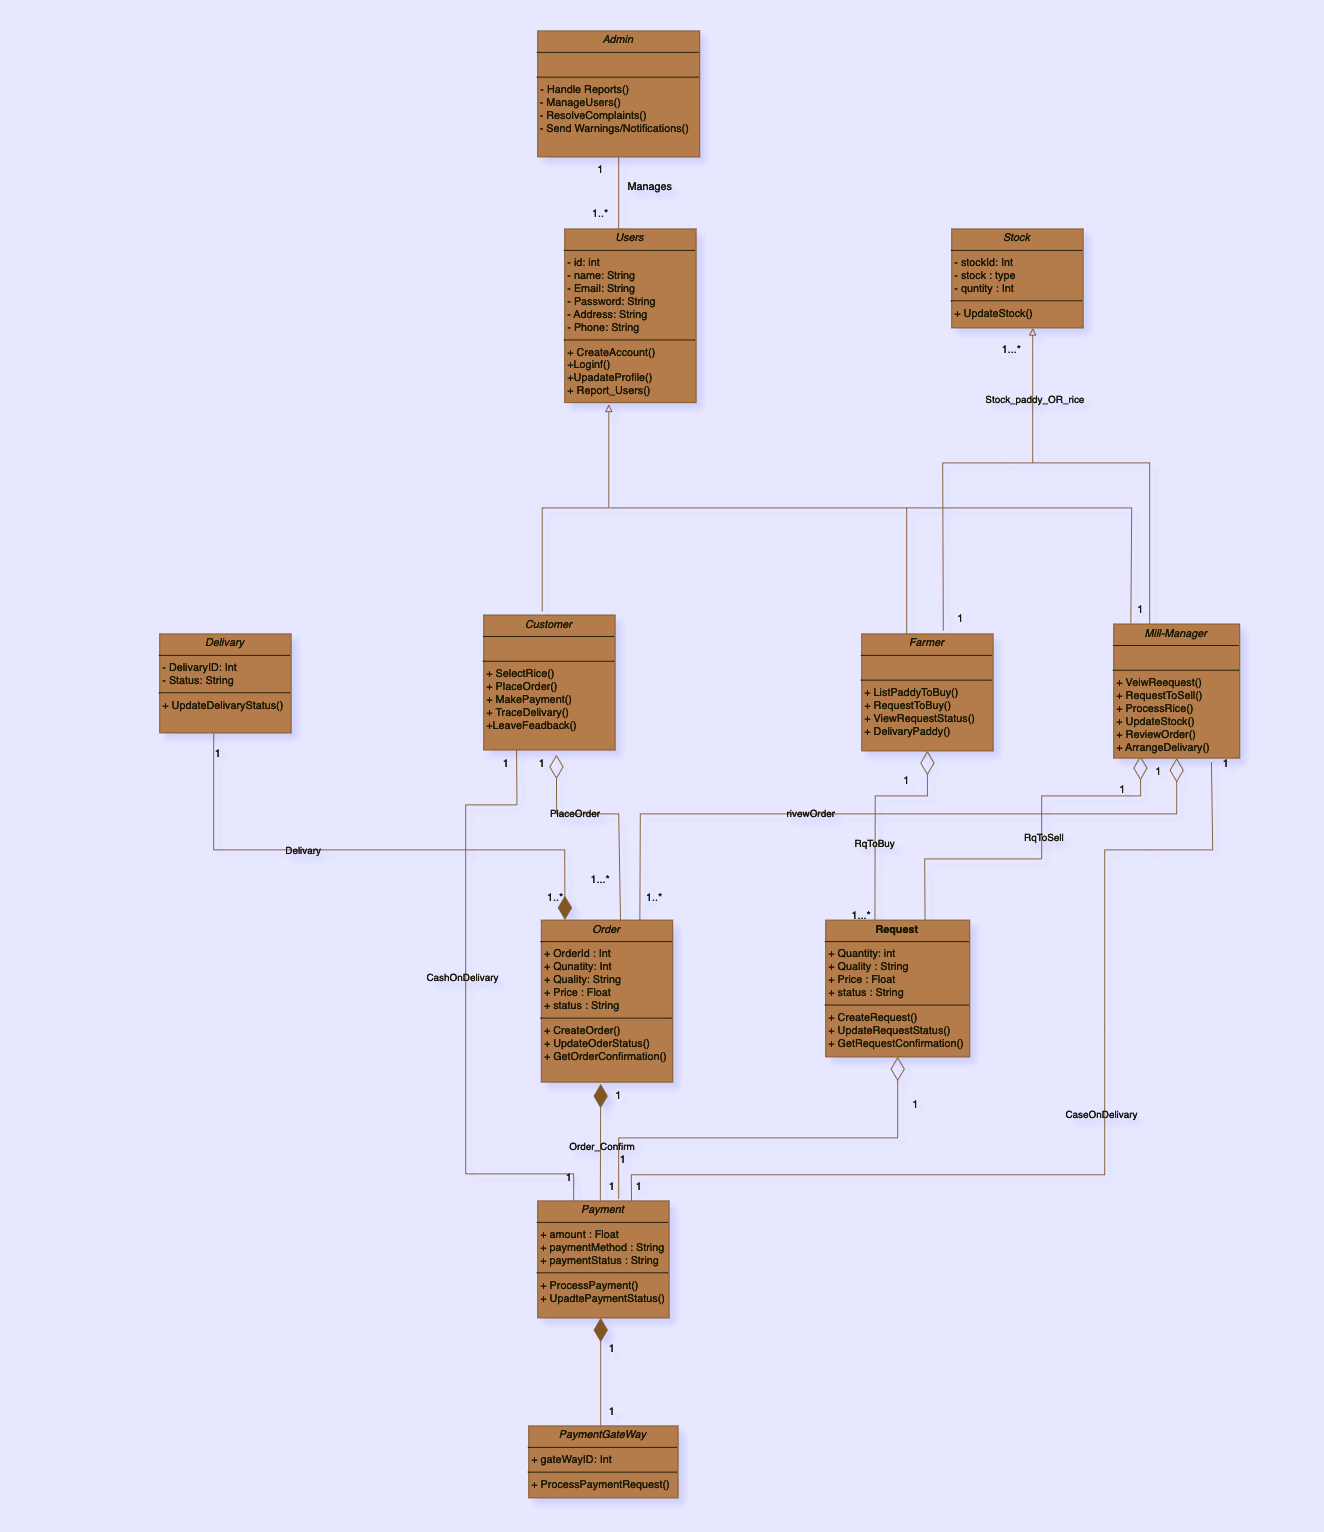 Admin
- Handle Reports()
- ManageUsers()
- ResolveComplaints()
- Send Warnings/Notifications()
1
Manages
1..*
Users
- id: int
- name: String
- Email: String
- Password: String
- Address: String
- Phone: String
+ CreateAccount()
+Loginf()
+UpadateProfile()
+ Report_Users()
Stock
- stockId: Int
- stock : type
- quntity : Int
+ UpdateStock()
1...*
Stock_paddy_OR_rice
1
1
Delivary
- DelivaryID: Int
- Status: String
+ UpdateDelivaryStatus()
1
Customer
+ SelectRice()
+ PlaceOrder()
+ MakePayment()
+ TraceDelivary()
+LeaveFeadback()
1
1
Farmer
+ ListPaddyToBuy()
+ RequestToBuy()
+ ViewRequestStatus()
+ DelivaryPaddy()
1
Mill-Manager
+ VeiwReequest()
+ RequestToSell()
+ ProcessRice()
+ UpdateStock()
+ ReviewOrder()
+ ArrangeDelivary()
1
1
1
PlaceOrder
rivewOrder
RqToBuy
RqToSell
Delivary
1..*
1...*
1..*
1...*
Order
+ OrderId : Int
+ Qunatity: Int
+ Quality: String
+ Price : Float
+ status : String
+ CreateOrder()
+ UpdateOderStatus()
+ GetOrderConfirmation()
Request
+ Quantity: int
+ Quality : String
+ Price : Float
+ status : String
+ CreateRequest()
+ UpdateRequestStatus()
+ GetRequestConfirmation()
CashOnDelivary
1
1
CaseOnDelivary
Order_Confirm
1
1
1
1
Payment
+ amount : Float
+ paymentMethod : String
+ paymentStatus : String
+ ProcessPayment()
+ UpadtePaymentStatus()
1
1
PaymentGateWay
+ gateWayID: Int
+ ProcessPaymentRequest()